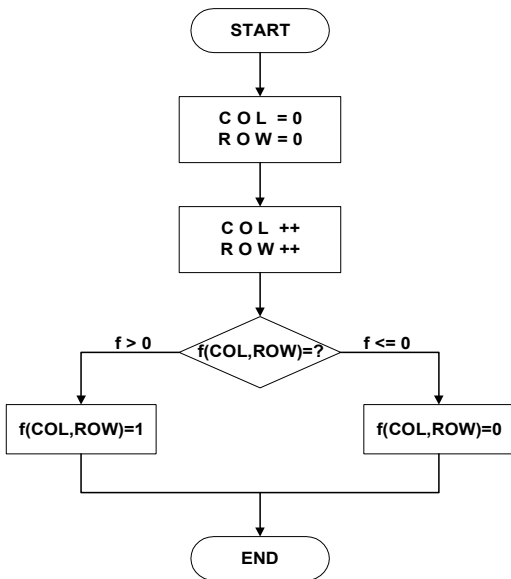 START
C O L = 0
R O W = 0
C O L ++
R O W ++
f > 0
f(COL,ROW)=?
f <= 0
f(COL,ROW)=1
f(COL,ROW)=0
END